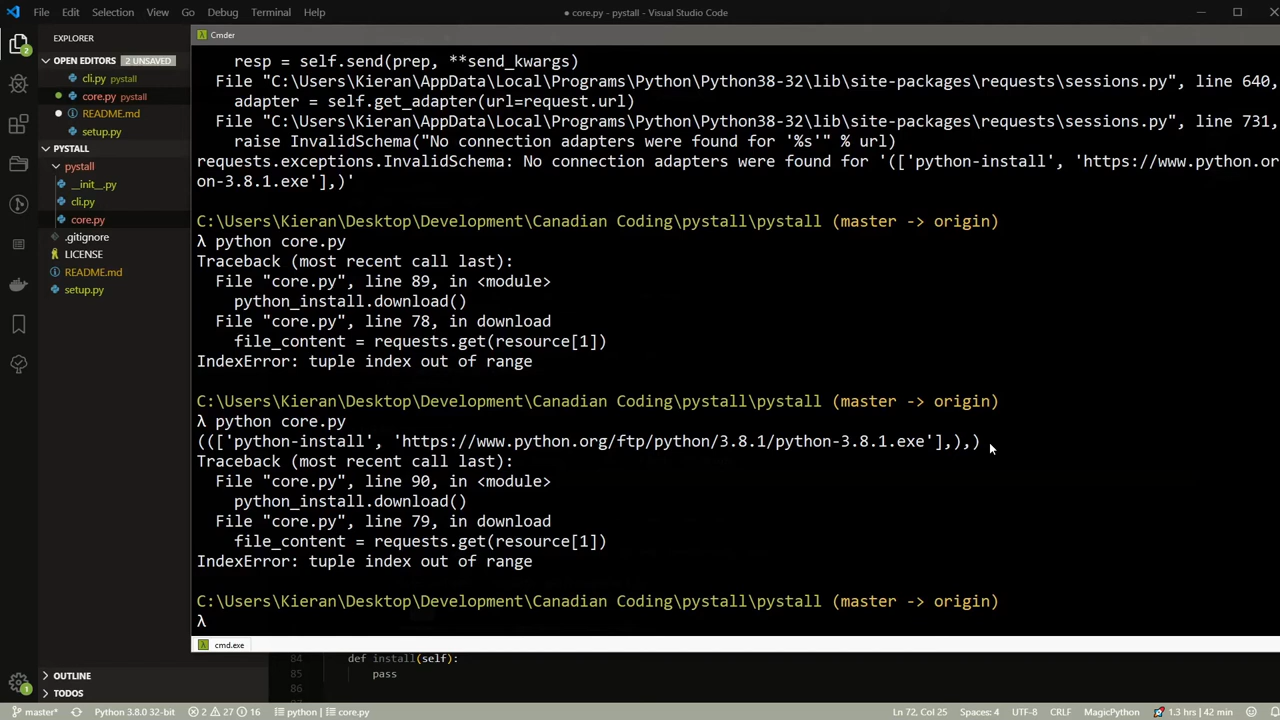 File Edit Selection View Go Debug Terminal Help
● core.py - pystall - Visual Studio Code
EXPLORER
OPEN EDITORS 2 UNSAVED
cli.py pystall
core.py pystall
README.md
setup.py
PYSTALL
pystall
__init__.py
cli.py
core.py
.gitignore
LICENSE
README.md
setup.py
OUTLINE
TODOS
Cmder
resp = self.send(prep, **send_kwargs)
File "C:\Users\Kieran\AppData\Local\Programs\Python\Python38-32\lib\site-packages\requests\sessions.py", line 640,
adapter = self.get_adapter(url=request.url)
File "C:\Users\Kieran\AppData\Local\Programs\Python\Python38-32\lib\site-packages\requests\sessions.py", line 731,
raise InvalidSchema("No connection adapters were found for '%s'" % url)
requests.exceptions.InvalidSchema: No connection adapters were found for '(['python-install', 'https://www.python.or
on-3.8.1.exe'],)'
C:\Users\Kieran\Desktop\Development\Canadian Coding\pystall\pystall (master -> origin)
λ python core.py
Traceback (most recent call last):
File "core.py", line 89, in <module>
python_install.download()
File "core.py", line 78, in download
file_content = requests.get(resource[1])
IndexError: tuple index out of range
C:\Users\Kieran\Desktop\Development\Canadian Coding\pystall\pystall (master -> origin)
λ python core.py
((['python-install', 'https://www.python.org/ftp/python/3.8.1/python-3.8.1.exe'],),)
Traceback (most recent call last):
File "core.py", line 90, in <module>
python_install.download()
File "core.py", line 79, in download
file_content = requests.get(resource[1])
IndexError: tuple index out of range
C:\Users\Kieran\Desktop\Development\Canadian Coding\pystall\pystall (master -> origin)
λ
cmd.exe
84 def install(self):
85 pass
86
master* Python 3.8.0 32-bit 2 27 16 python | core.py Ln 72, Col 25 Spaces: 4 UTF-8 CRLF MagicPython 1.3 hrs | 42 min